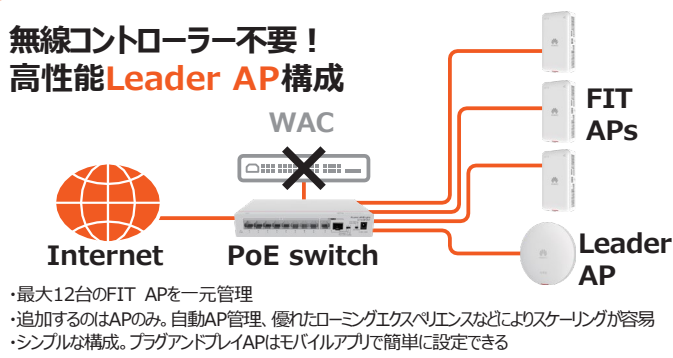 無線コントローラー不要！
高性能Leader AP構成
WAC
FIT
APs
Internet
PoE switch
Leader
AP
・最大12台のFIT APを一元管理
・追加するのはAPのみ。自動AP管理、優れたローミングエクスペリエンスなどによりスケーリングが容易
・シンプルな構成。プラグアンドプレイAPはモバイルアプリで簡単に設定できる